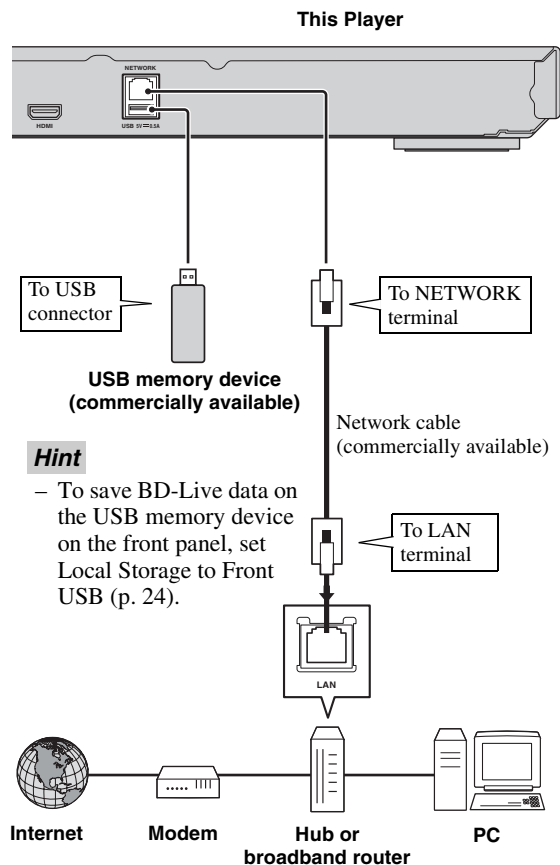 This Player
NETWORK
HDMI
USB 5V⎓0.5A
To USB
connector
To NETWORK
terminal
USB memory device
(commercially available)
Network cable
(commercially available)
Hint
– To save BD-Live data on
the USB memory device
on the front panel, set
Local Storage to Front
USB (p. 24).
To LAN
terminal
LAN
Internet
Modem
Hub or
broadband router
PC